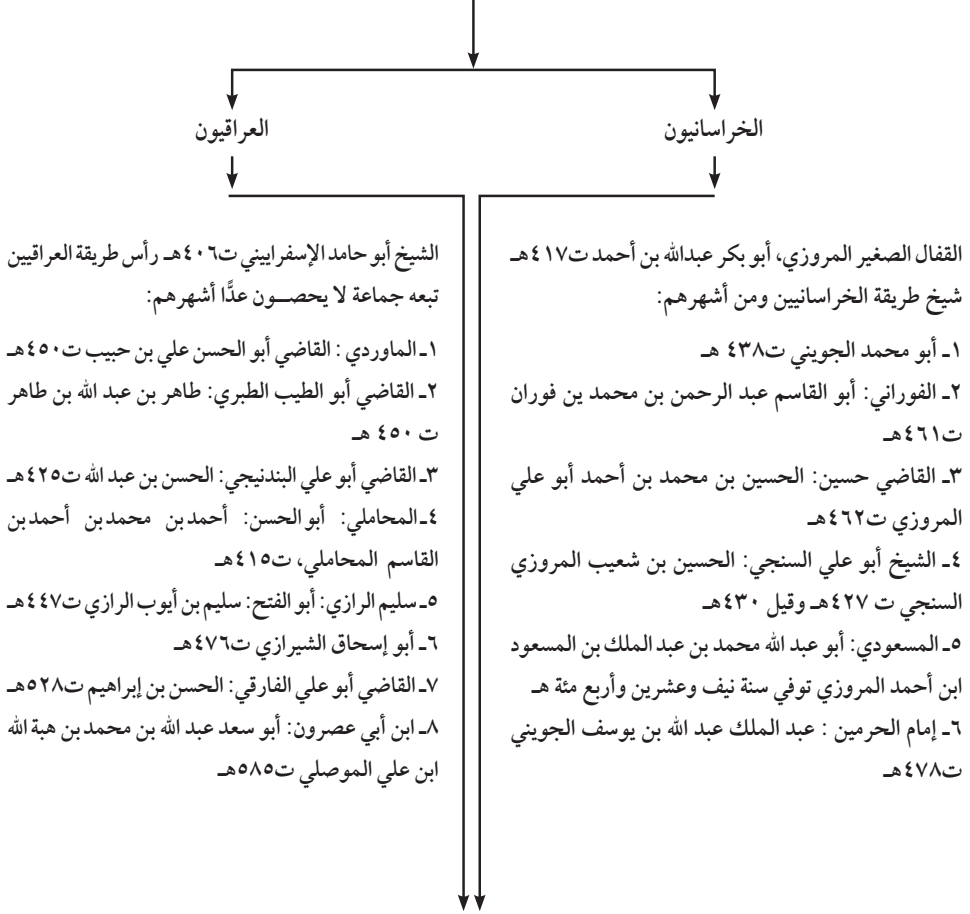 الخراسانيون
العراقيون
القفال الصغير المروزي، أبو بكر عبدالله بن أحمد ت٤١٧هـ
شيخ طريقة الخراسانيين ومن أشهرهم:
١ـ أبو محمد الجويني ت٤٣٨ هـ
٢ـ الفوراني: أبو القاسم عبد الرحمن بن محمد ين فوران
ت٤٦١هـ
٣ـ القاضي حسين: الحسين بن محمد بن أحمد أبو علي
المروزي ت٤٦٢هـ
٤ـ الشيخ أبو علي السنجي: الحسين بن شعيب المروزي
السنجي ت ٤٢٧هـ وقيل ٤٣٠هـ
٥ـ المسعودي: أبو عبد الله محمد بن عبد الملك بن المسعود
ابن أحمد المروزي توفي سنة نيف وعشرين وأربع مئة هـ
٦ـ إمام الحرمين : عبد الملك عبد الله بن يوسف الجويني
ت٤٧٨هـ
الشيخ أبو حامد الإسفراييني ت٤٠٦هـ رأس طريقة العراقيين
تبعه جماعة لا يحصــون عدًّا أشهرهم:
١ـ الماوردي : القاضي أبو الحسن علي بن حبيب ت٤٥٠هـ
٢ـ القاضي أبو الطيب الطبري: طاهر بن عبد الله بن طاهر
ت ٤٥٠ هـ
٣ـ القاضي أبو علي البندنيجي: الحسن بن عبد الله ت٤٢٥هـ
٤ـ المحاملي: أبو الحسن: أحمد بن محمد بن أحمد بن
القاسم المحاملي، ت٤١٥هـ
٥ـ سليم الرازي: أبو الفتح: سليم بن أيوب الرازي ت٤٤٧هـ
٦ـ أبو إسحاق الشيرازي ت٤٧٦هـ
٧ـ القاضي أبو علي الفارقي: الحسن بن إبراهيم ت٥٢٨هـ
٨ـ ابن أبي عصرون: أبو سعد عبد الله بن محمد بن هبة الله
ابن علي الموصلي ت٥٨٥هـ